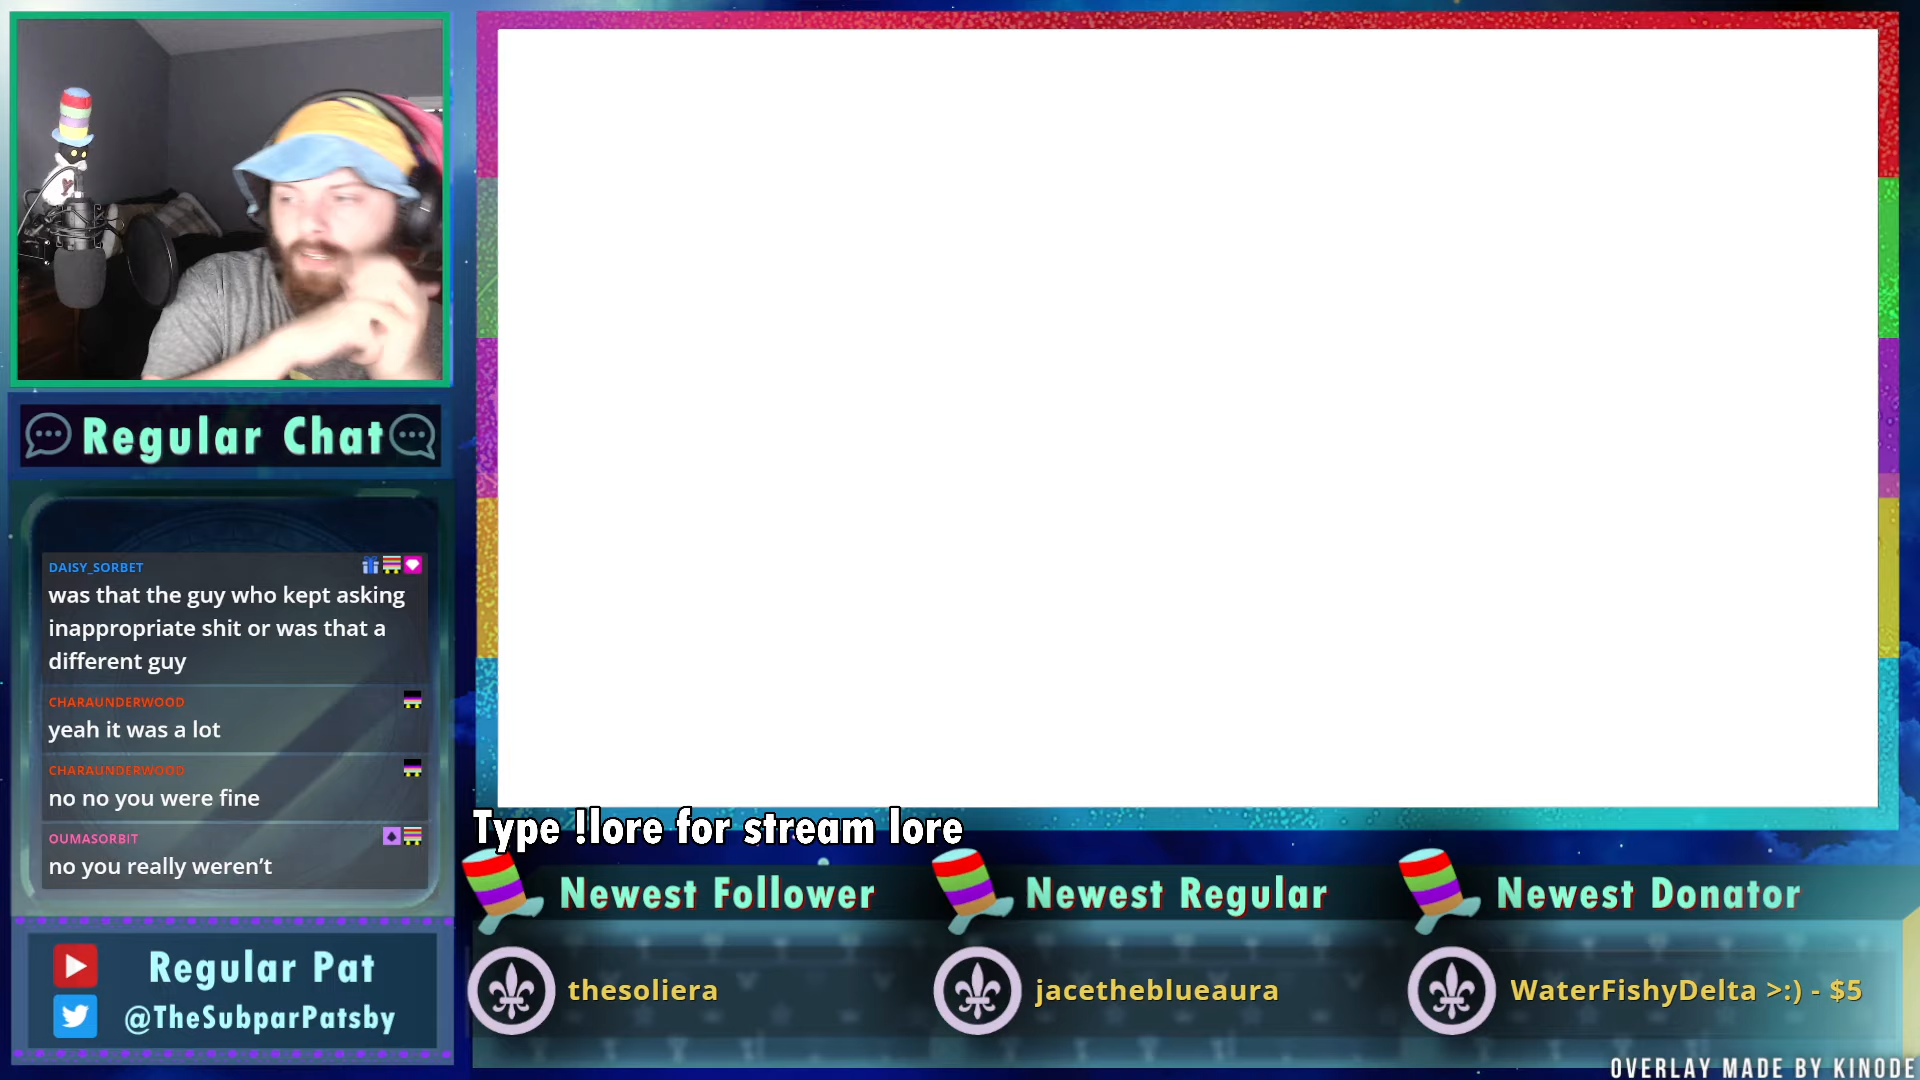 Regular Chat
DAISY_SORBET
was that the guy who kept asking
inappropriate shit or was that a
different guy
CHARAUNDERWOOD
yeah it was a lot
CHARAUNDERWOOD
no no you were fine
OUMASORBIT
no you really weren’t
Regular Pat
@TheSubparPatsby
Type !lore for stream lore
Newest Follower
thesoliera
Newest Regular
jacetheblueaura
Newest Donator
WaterFishyDelta >:) - $5
OVERLAY MADE BY KINODE